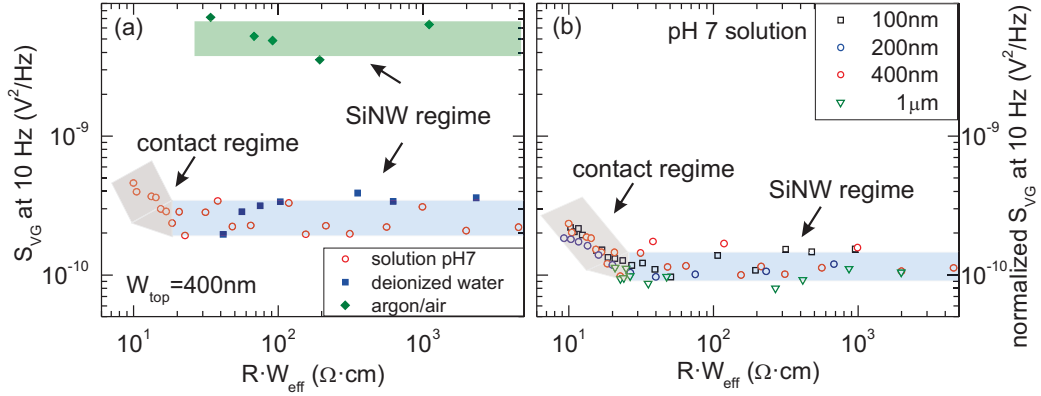 (a)
SiNW regime
contact regime
W_top=400nm
solution pH7
deionized water
argon/air
S_VG at 10 Hz (V²/Hz)
10⁻⁹
10⁻¹⁰
10¹
10²
10³
R·W_eff (Ω·cm)
(b)
pH 7 solution
100nm
200nm
400nm
1μm
contact regime
SiNW regime
normalized S_VG at 10 Hz (V²/Hz)
10⁻⁹
10⁻¹⁰
10¹
10²
10³
R·W_eff (Ω·cm)